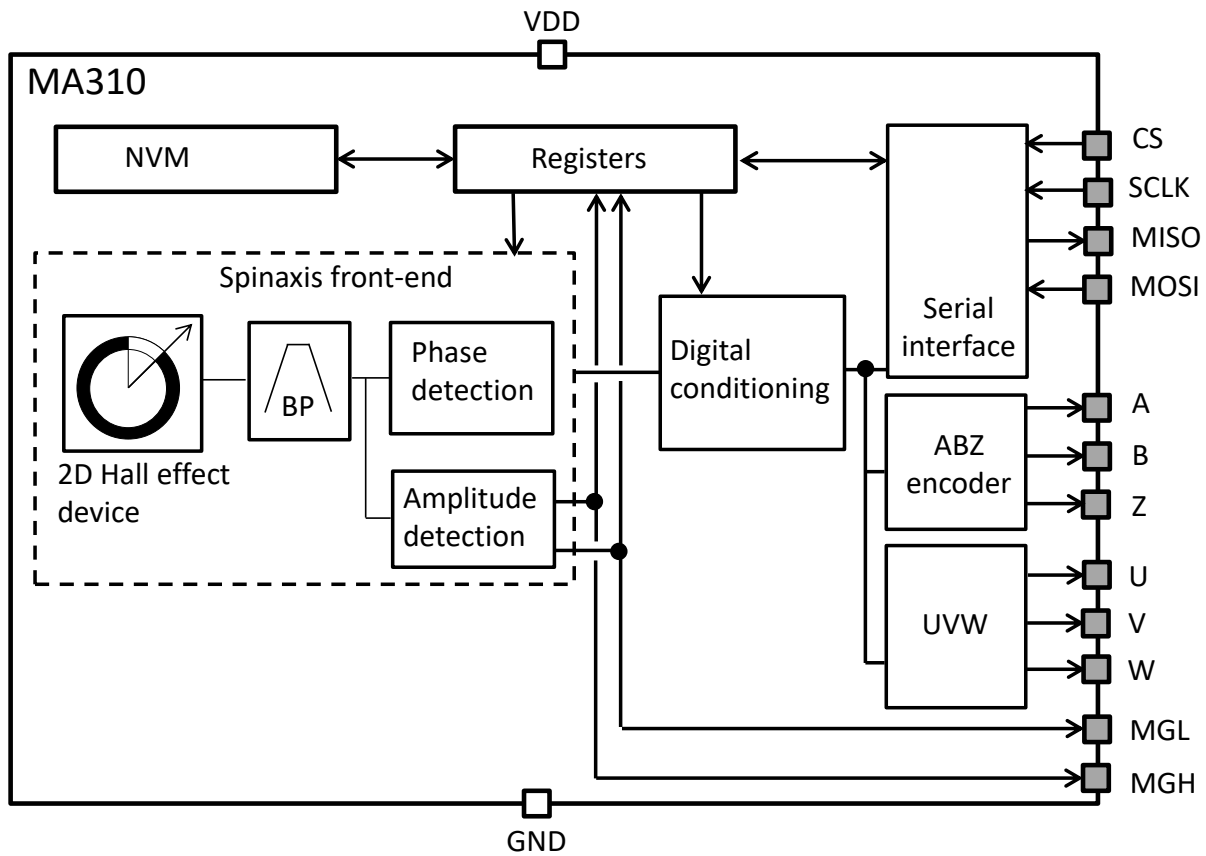 VDD
MA310
NVM
Registers
CS
SCLK
MISO
MOSI
Serial
interface
Spinaxis front-end
BP
Phase
detection
2D Hall effect
device
Amplitude
detection
Digital
conditioning
ABZ
encoder
A
B
Z
UVW
U
V
W
MGL
MGH
GND